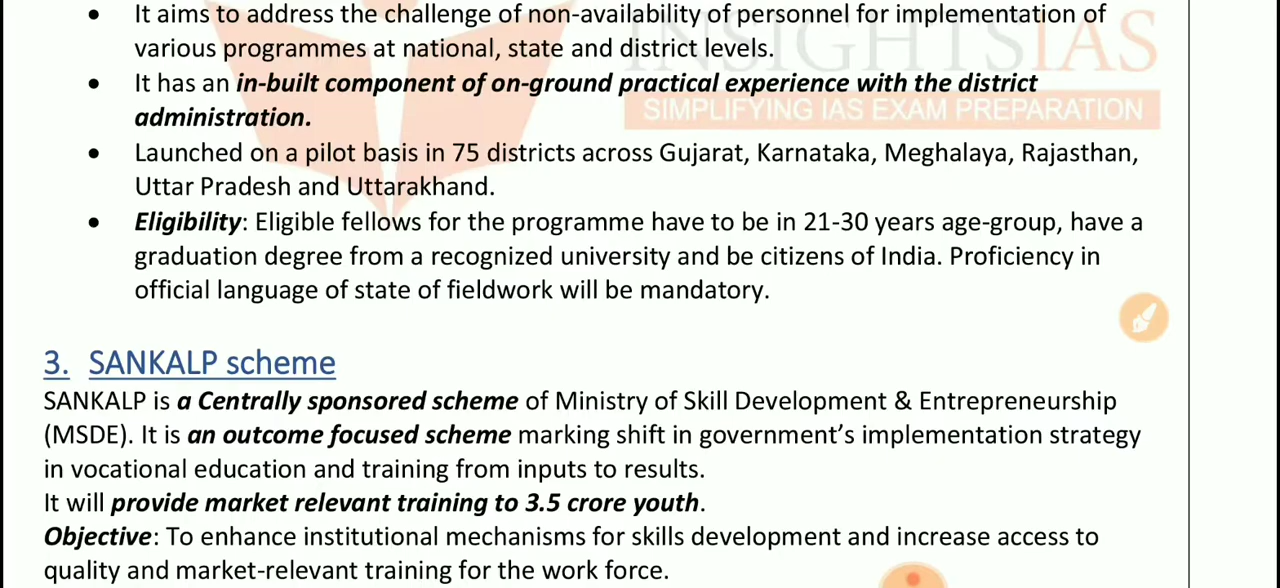 • It aims to address the challenge of non-availability of personnel for implementation of
various programmes at national, state and district levels.
• It has an in-built component of on-ground practical experience with the district
administration.
• Launched on a pilot basis in 75 districts across Gujarat, Karnataka, Meghalaya, Rajasthan,
Uttar Pradesh and Uttarakhand.
• Eligibility: Eligible fellows for the programme have to be in 21-30 years age-group, have a
graduation degree from a recognized university and be citizens of India. Proficiency in
official language of state of fieldwork will be mandatory.
INSIGHTSIAS
SIMPLIFYING IAS EXAM PREPARATION
3. SANKALP scheme
SANKALP is a Centrally sponsored scheme of Ministry of Skill Development & Entrepreneurship
(MSDE). It is an outcome focused scheme marking shift in government’s implementation strategy
in vocational education and training from inputs to results.
It will provide market relevant training to 3.5 crore youth.
Objective: To enhance institutional mechanisms for skills development and increase access to
quality and market-relevant training for the work force.